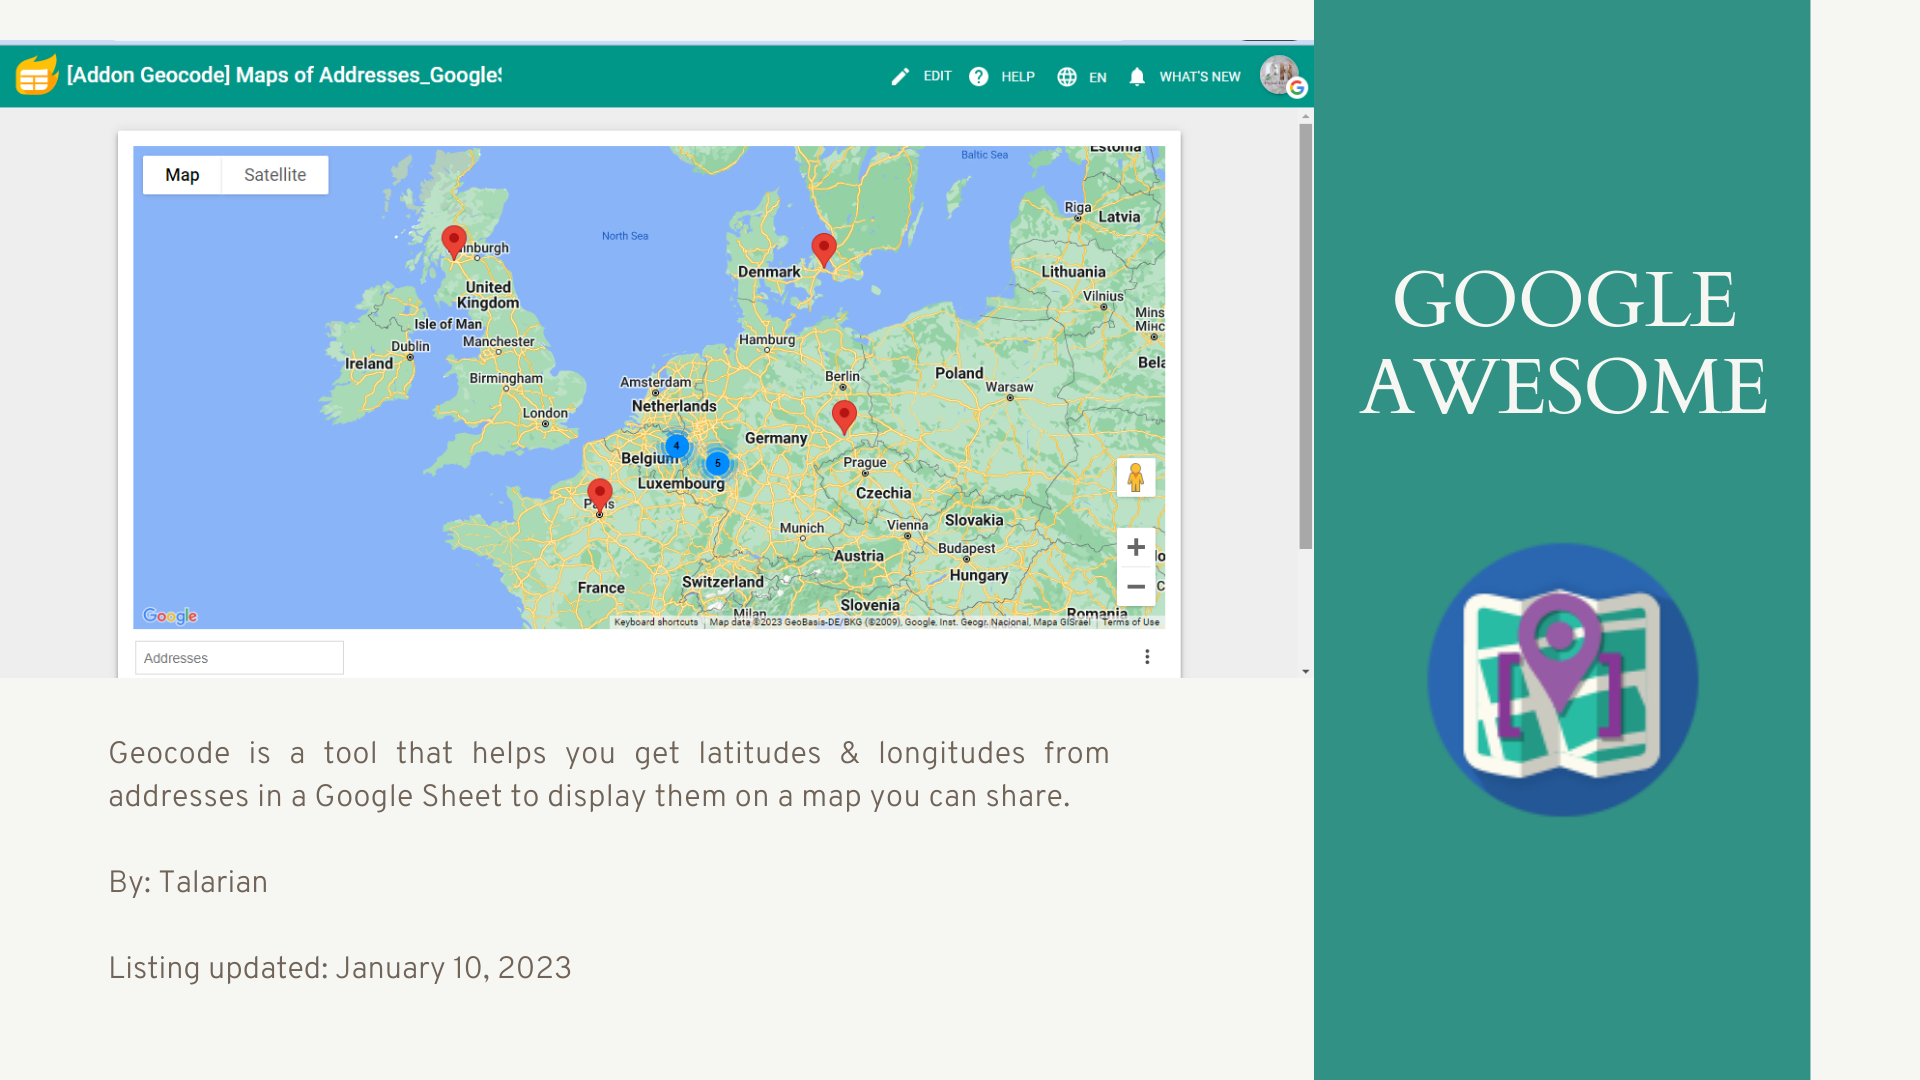 [Addon Geocode] Maps of Addresses_Google
EDIT
HELP
EN
WHAT'S NEW
Map
Satellite
Baltic Sea
Estonia
Riga
Latvia
North Sea
inburgh
Denmark
Lithuania
United
Kingdom
Vilnius
Isle of Man
Mins
Мінс
Dublin
Manchester
Hamburg
Ireland
Bela
Birmingham
Amsterdam
Berlin
Poland
Warsaw
London
Netherlands
4
Germany
Belgium
5
Prague
Luxembourg
Czechia
Paris
Munich
Vienna
Slovakia
Austria
Budapest
Hungary
Switzerland
France
Slovenia
Milan
Romania
Google
Keyboard shortcuts
Map data ©2023 GeoBasis-DE/BKG (©2009), Google, Inst. Geogr. Nacional, Mapa GISrael
Terms of Use
Addresses
GOOGLE
AWESOME
Geocode is a tool that helps you get latitudes & longitudes from
addresses in a Google Sheet to display them on a map you can share.
By: Talarian
Listing updated: January 10, 2023